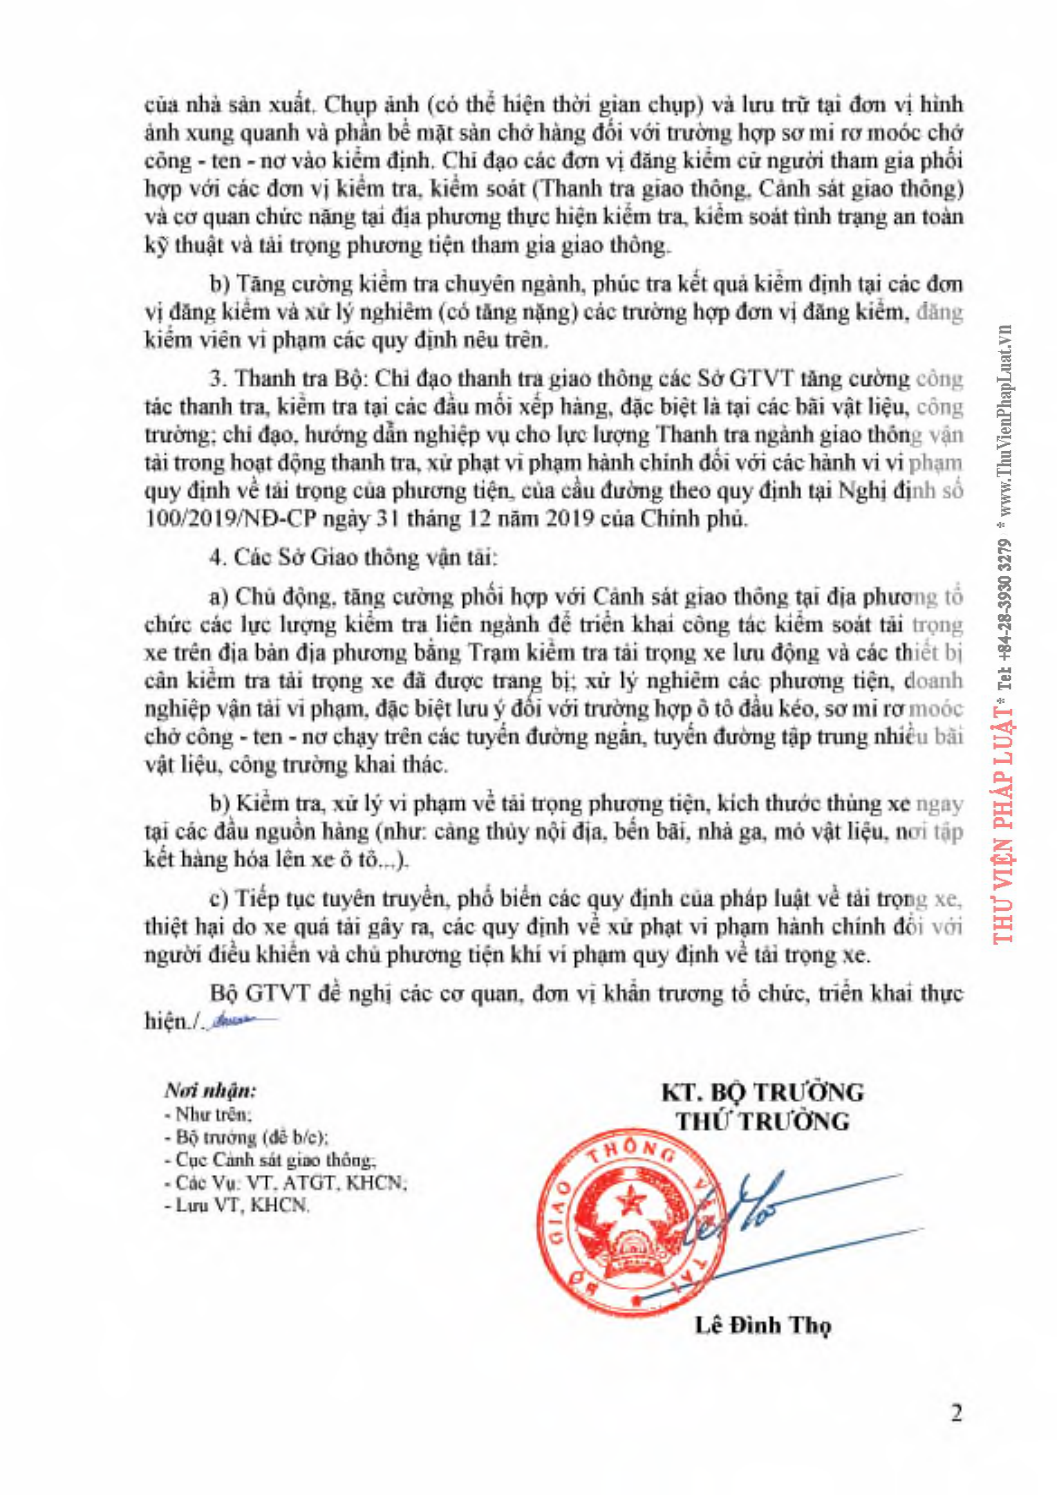 của nhà sản xuất. Chụp ảnh (có thể hiện thời gian chụp) và lưu trữ tại đơn vị hình
ảnh xung quanh và phần bề mặt sàn chở hàng đối với trường hợp sơ mi rơ moóc chở
công - ten - nơ vào kiểm định. Chỉ đạo các đơn vị đăng kiểm cử người tham gia phối
hợp với các đơn vị kiểm tra, kiểm soát (Thanh tra giao thông, Cảnh sát giao thông)
và cơ quan chức năng tại địa phương thực hiện kiểm tra, kiểm soát tình trạng an toàn
kỹ thuật và tải trọng phương tiện tham gia giao thông.
b) Tăng cường kiểm tra chuyên ngành, phúc tra kết quả kiểm định tại các đơn
vị đăng kiểm và xử lý nghiêm (có tăng nặng) các trường hợp đơn vị đăng kiểm, đăng
kiểm viên vi phạm các quy định nêu trên.
3. Thanh tra Bộ: Chỉ đạo thanh tra giao thông các Sở GTVT tăng cường công
tác thanh tra, kiểm tra tại các đầu mối xếp hàng, đặc biệt là tại các bãi vật liệu, công
trường; chỉ đạo, hướng dẫn nghiệp vụ cho lực lượng Thanh tra ngành giao thông vận
tải trong hoạt động thanh tra, xử phạt vi phạm hành chính đối với các hành vi vi phạm
quy định về tải trọng của phương tiện, của cầu đường theo quy định tại Nghị định số
100/2019/NĐ-CP ngày 31 tháng 12 năm 2019 của Chính phủ.
4. Các Sở Giao thông vận tải:
a) Chủ động, tăng cường phối hợp với Cảnh sát giao thông tại địa phương tổ
chức các lực lượng kiểm tra liên ngành để triển khai công tác kiểm soát tải trọng
xe trên địa bàn địa phương bằng Trạm kiểm tra tải trọng xe lưu động và các thiết bị
cân kiểm tra tải trọng xe đã được trang bị; xử lý nghiêm các phương tiện, doanh
nghiệp vận tải vi phạm, đặc biệt lưu ý đối với trường hợp ô tô đầu kéo, sơ mi rơ moóc
chở công - ten - nơ chạy trên các tuyến đường ngắn, tuyến đường tập trung nhiều bãi
vật liệu, công trường khai thác.
b) Kiểm tra, xử lý vi phạm về tải trọng phương tiện, kích thước thùng xe ngay
tại các đầu nguồn hàng (như: cảng thủy nội địa, bến bãi, nhà ga, mỏ vật liệu, nơi tập
kết hàng hóa lên xe ô tô...).
c) Tiếp tục tuyên truyền, phổ biến các quy định của pháp luật về tải trọng xe,
thiệt hại do xe quá tải gây ra, các quy định về xử phạt vi phạm hành chính đối với
người điều khiển và chủ phương tiện khi vi phạm quy định về tải trọng xe.
Bộ GTVT đề nghị các cơ quan, đơn vị khẩn trương tổ chức, triển khai thực
hiện./.
Nơi nhận:
- Như trên;
- Bộ trưởng (để b/c);
- Cục Cảnh sát giao thông;
- Các Vụ: VT, ATGT, KHCN;
- Lưu VT, KHCN.
KT. BỘ TRƯỞNG
THỨ TRƯỞNG
BỘ GIAO THÔNG VẬN TẢI
Lê Đình Thọ
2
THƯ VIỆN PHÁP LUẬT * Tel: +84-28-3930 3279 * www.ThuVienPhapLuat.vn